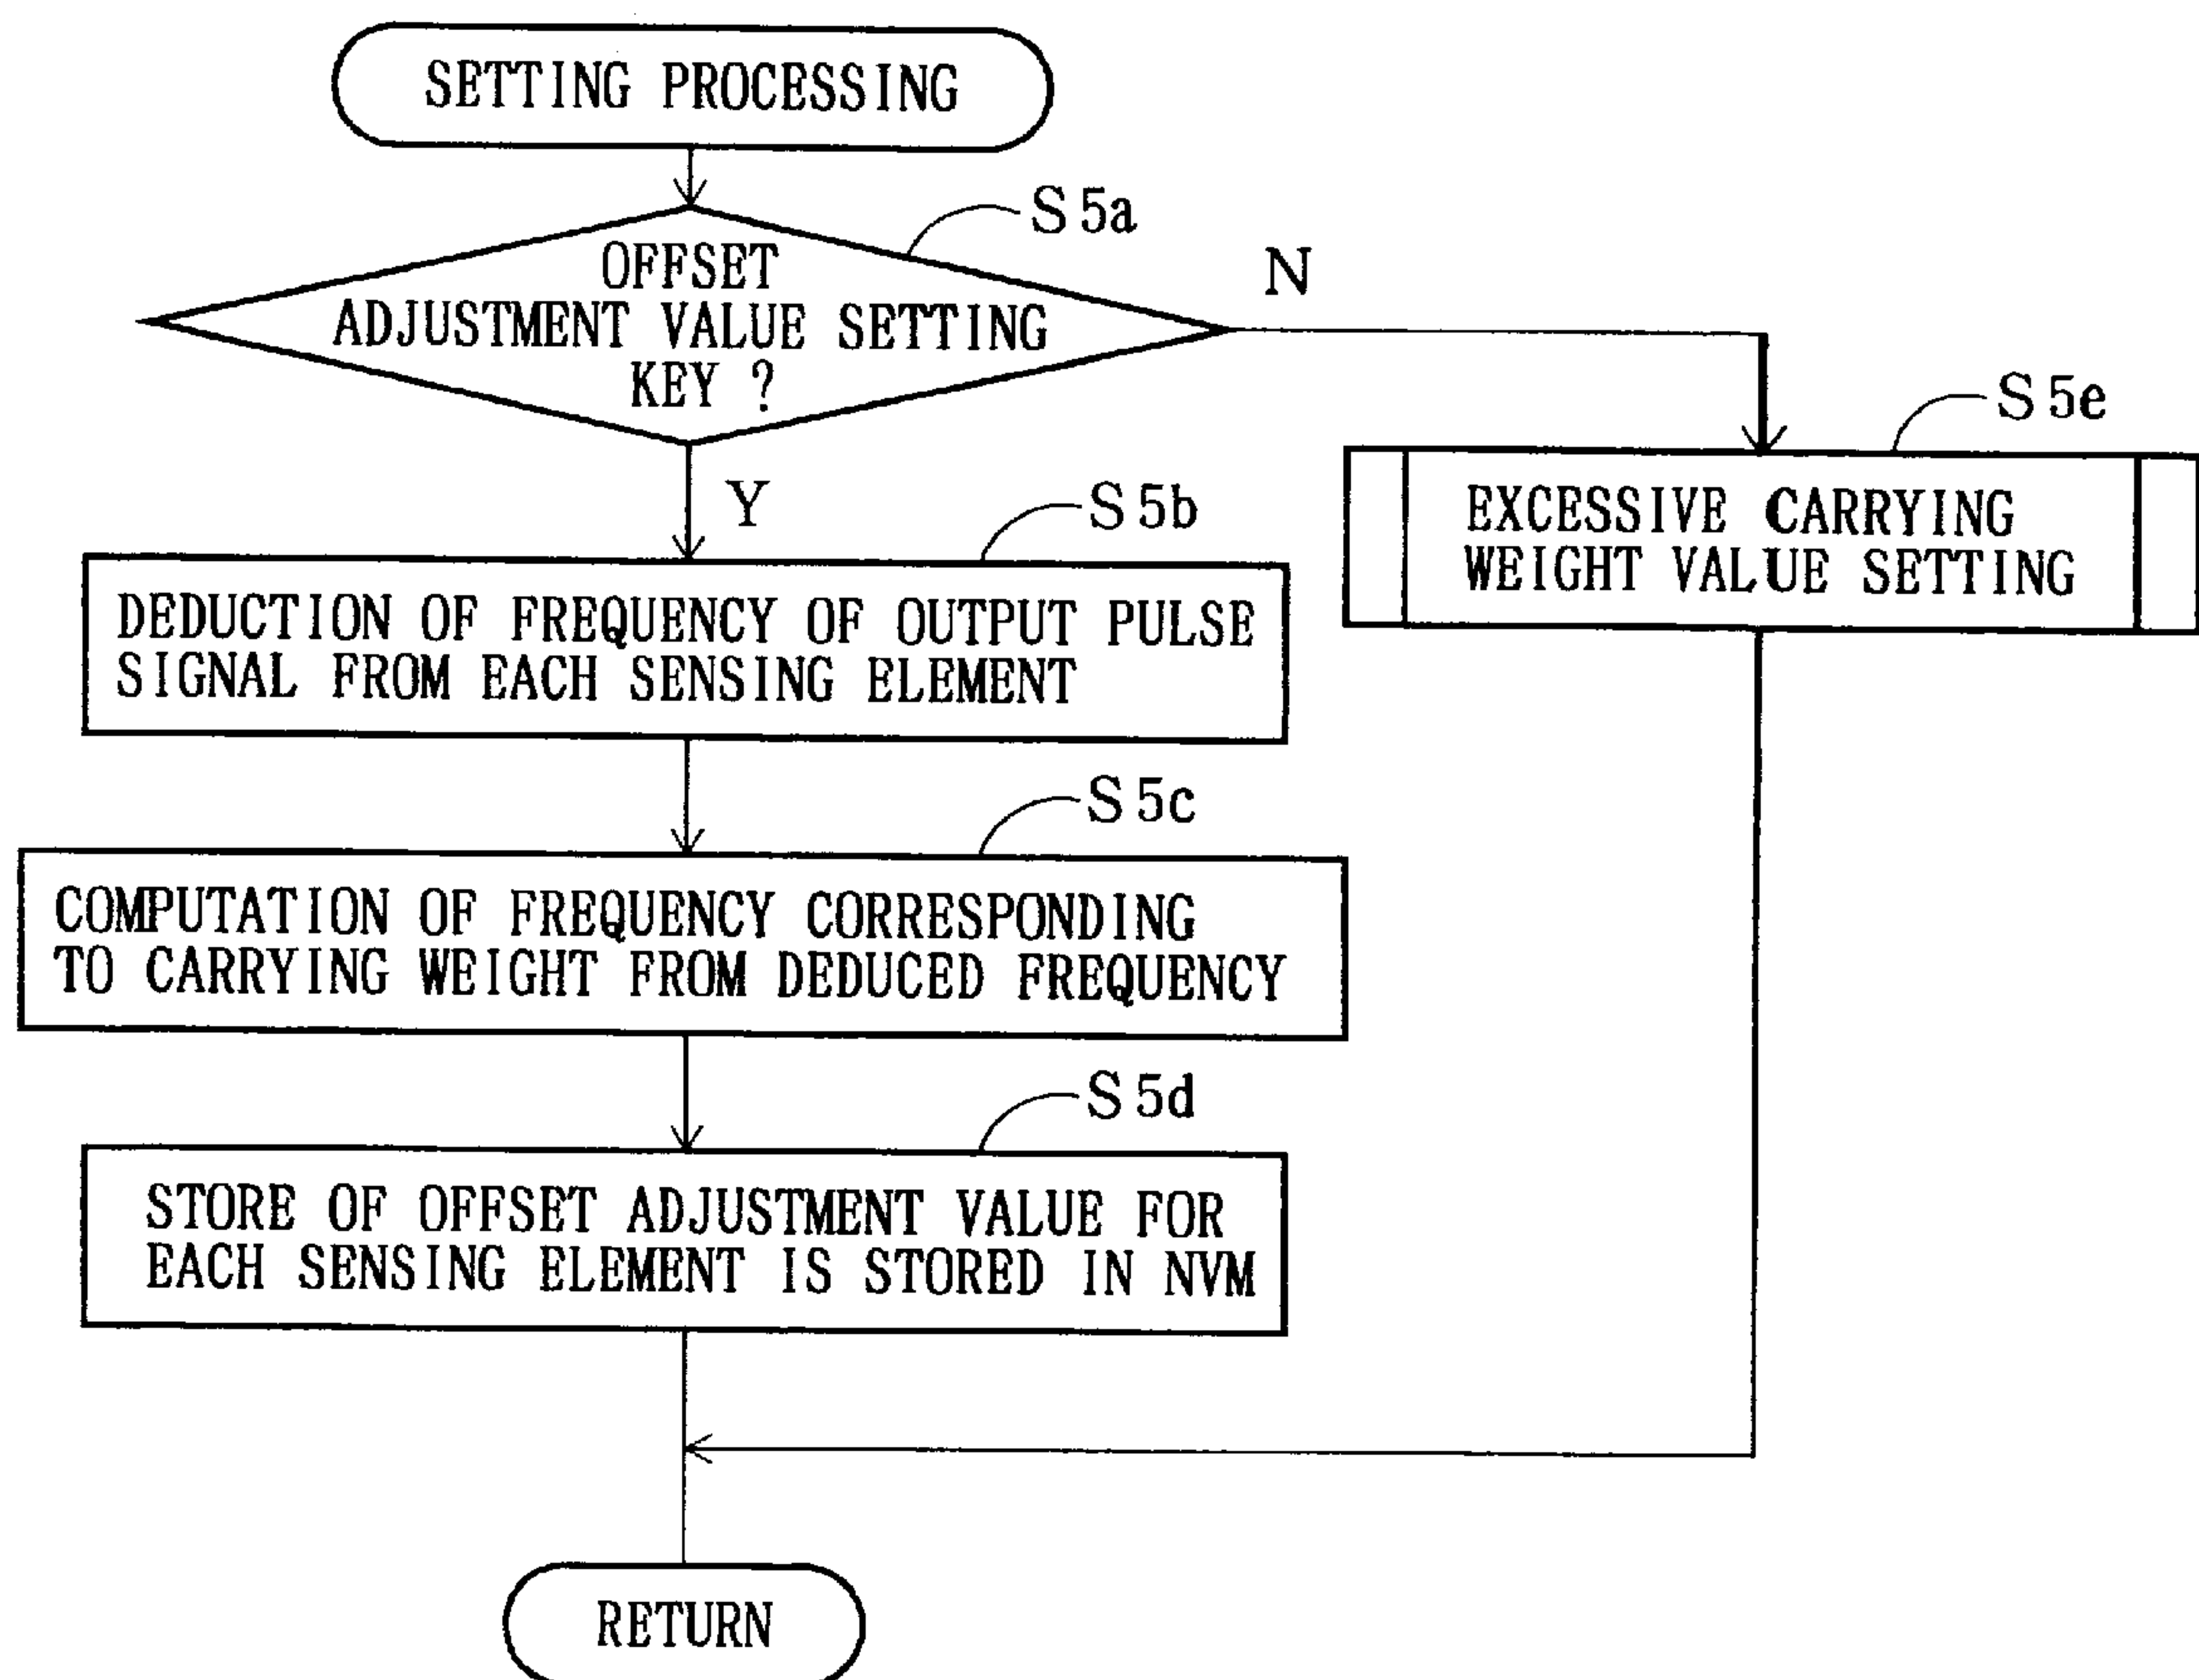 SETTING PROCESSING
S5a
OFFSET
ADJUSTMENT VALUE SETTING
KEY ?
N
Y
S5e
EXCESSIVE CARRYING
WEIGHT VALUE SETTING
S5b
DEDUCTION OF FREQUENCY OF OUTPUT PULSE
SIGNAL FROM EACH SENSING ELEMENT
S5c
COMPUTATION OF FREQUENCY CORRESPONDING
TO CARRYING WEIGHT FROM DEDUCED FREQUENCY
S5d
STORE OF OFFSET ADJUSTMENT VALUE FOR
EACH SENSING ELEMENT IS STORED IN NVM
RETURN